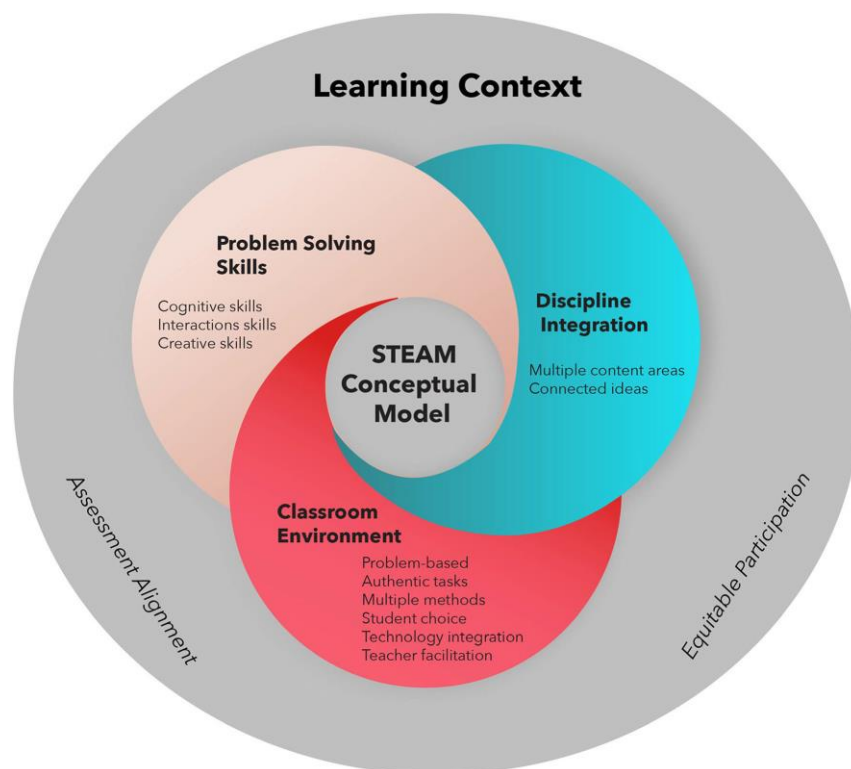 Learning Context
Problem Solving
Skills
Cognitive skills
Interactions skills
Creative skills
Discipline
Integration
Multiple content areas
Connected ideas
STEAM
Conceptual
Model
Classroom
Environment
Problem-based
Authentic tasks
Multiple methods
Student choice
Technology integration
Teacher facilitation
Assessment Alignment
Equitable Participation